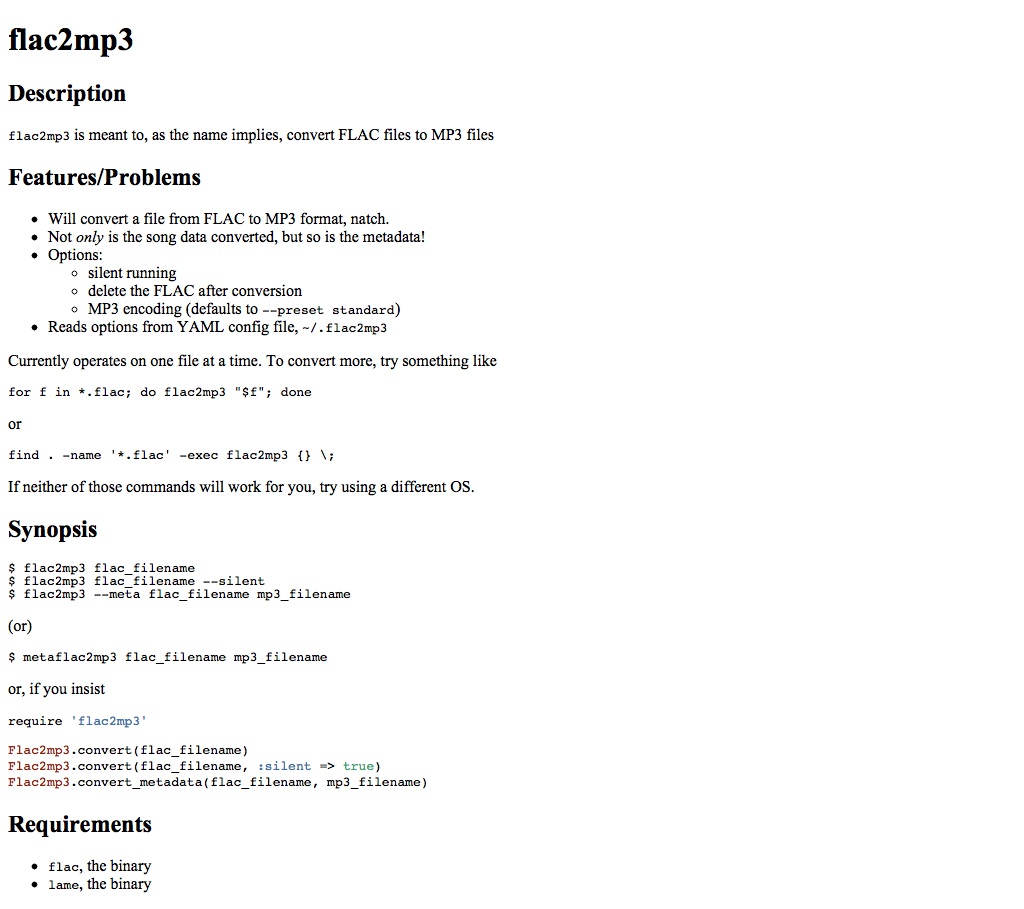 flac2mp3
Description
flac2mp3 is meant to, as the name implies, convert FLAC files to MP3 files
Features/Problems
• Will convert a file from FLAC to MP3 format, natch.
• Not only is the song data converted, but so is the metadata!
• Options:
◦ silent running
◦ delete the FLAC after conversion
◦ MP3 encoding (defaults to --preset standard)
• Reads options from YAML config file, ~/.flac2mp3
Currently operates on one file at a time. To convert more, try something like
for f in *.flac; do flac2mp3 "$f"; done
or
find . -name '*.flac' -exec flac2mp3 {} \;
If neither of those commands will work for you, try using a different OS.
Synopsis
$ flac2mp3 flac_filename
$ flac2mp3 flac_filename --silent
$ flac2mp3 --meta flac_filename mp3_filename
(or)
$ metaflac2mp3 flac_filename mp3_filename
or, if you insist
require 'flac2mp3'
Flac2mp3.convert(flac_filename)
Flac2mp3.convert(flac_filename, :silent => true)
Flac2mp3.convert_metadata(flac_filename, mp3_filename)
Requirements
• flac, the binary
• lame, the binary